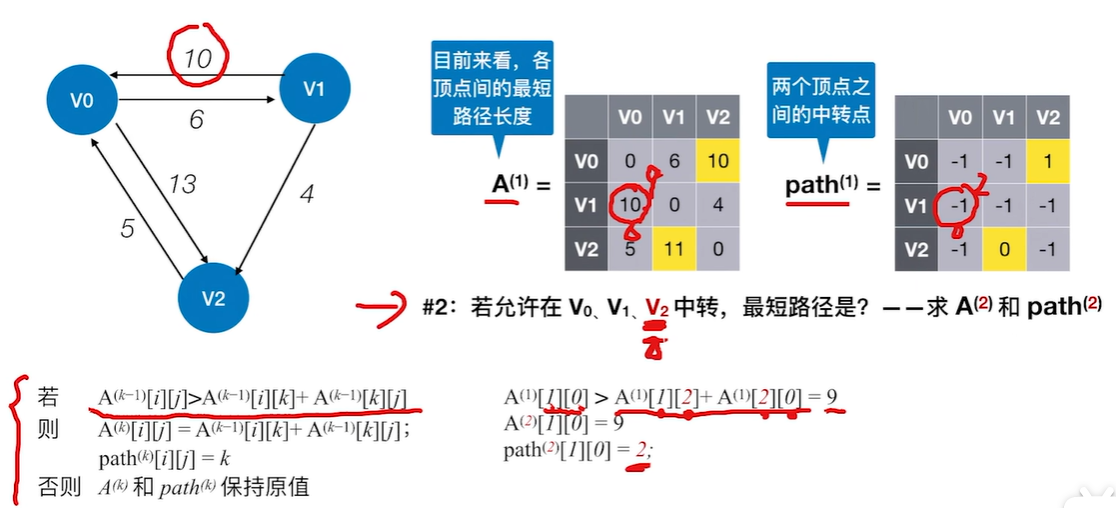 10
V0
V1
6
13
5
4
V2
目前来看，各
顶点间的最短
路径长度
A(1) =
V0 V1 V2
V0 0 6 10
V1 10 0 4
V2 5 11 0
两个顶点之
间的中转点
path(1) =
V0 V1 V2
V0 -1 -1 1
V1 -1 -1 -1
V2 -1 0 -1
#2：若允许在 V0、V1、V2 中转，最短路径是？——求 A(2) 和 path(2)
若 A(k-1)[i][j]>A(k-1)[i][k]+ A(k-1)[k][j]
则 A(k)[i][j] = A(k-1)[i][k]+ A(k-1)[k][j];
path(k)[i][j] = k
否则 A(k) 和 path(k) 保持原值
A(1)[1][0] > A(1)[1][2]+ A(1)[2][0] = 9
A(2)[1][0] = 9
path(2)[1][0] = 2;